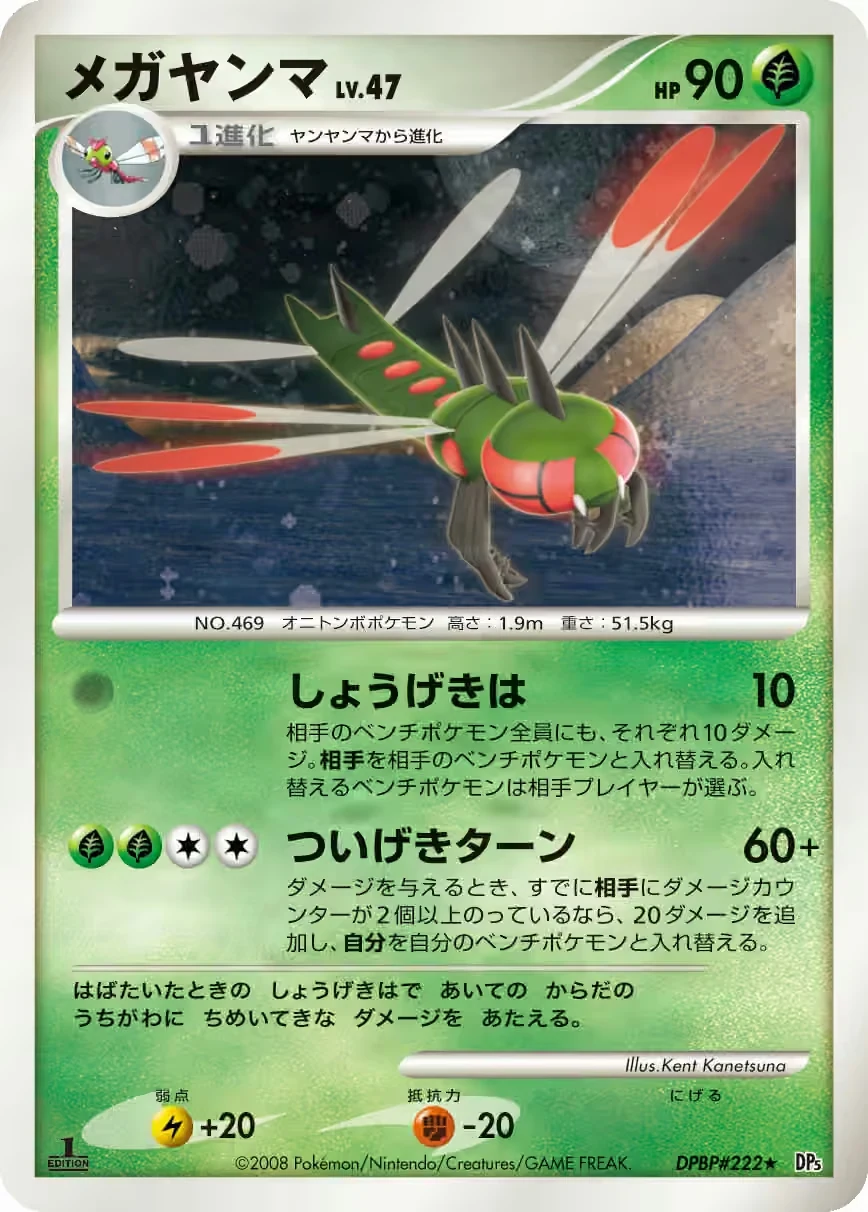 メガヤンマ LV.47 HP 90
1進化 ヤンヤンマから進化
NO.469 オニトンボポケモン 高さ：1.9m 重さ：51.5kg
しょうげきは 10
相手のベンチポケモン全員にも、それぞれ10ダメー
ジ。相手を相手のベンチポケモンと入れ替える。入れ
替えるベンチポケモンは相手プレイヤーが選ぶ。
ついげきターン 60+
ダメージを与えるとき、すでに相手にダメージカウ
ンターが2個以上のっているなら、20ダメージを追
加し、自分を自分のベンチポケモンと入れ替える。
はばたいたときの しょうげきはで あいての からだの
うちがわに ちめいてきな ダメージを あたえる。
Illus.Kent Kanetsuna
弱点 抵抗力 にげる
+20 -20
1 EDITION ©2008 Pokémon/Nintendo/Creatures/GAME FREAK. DPBP#222★ DP5